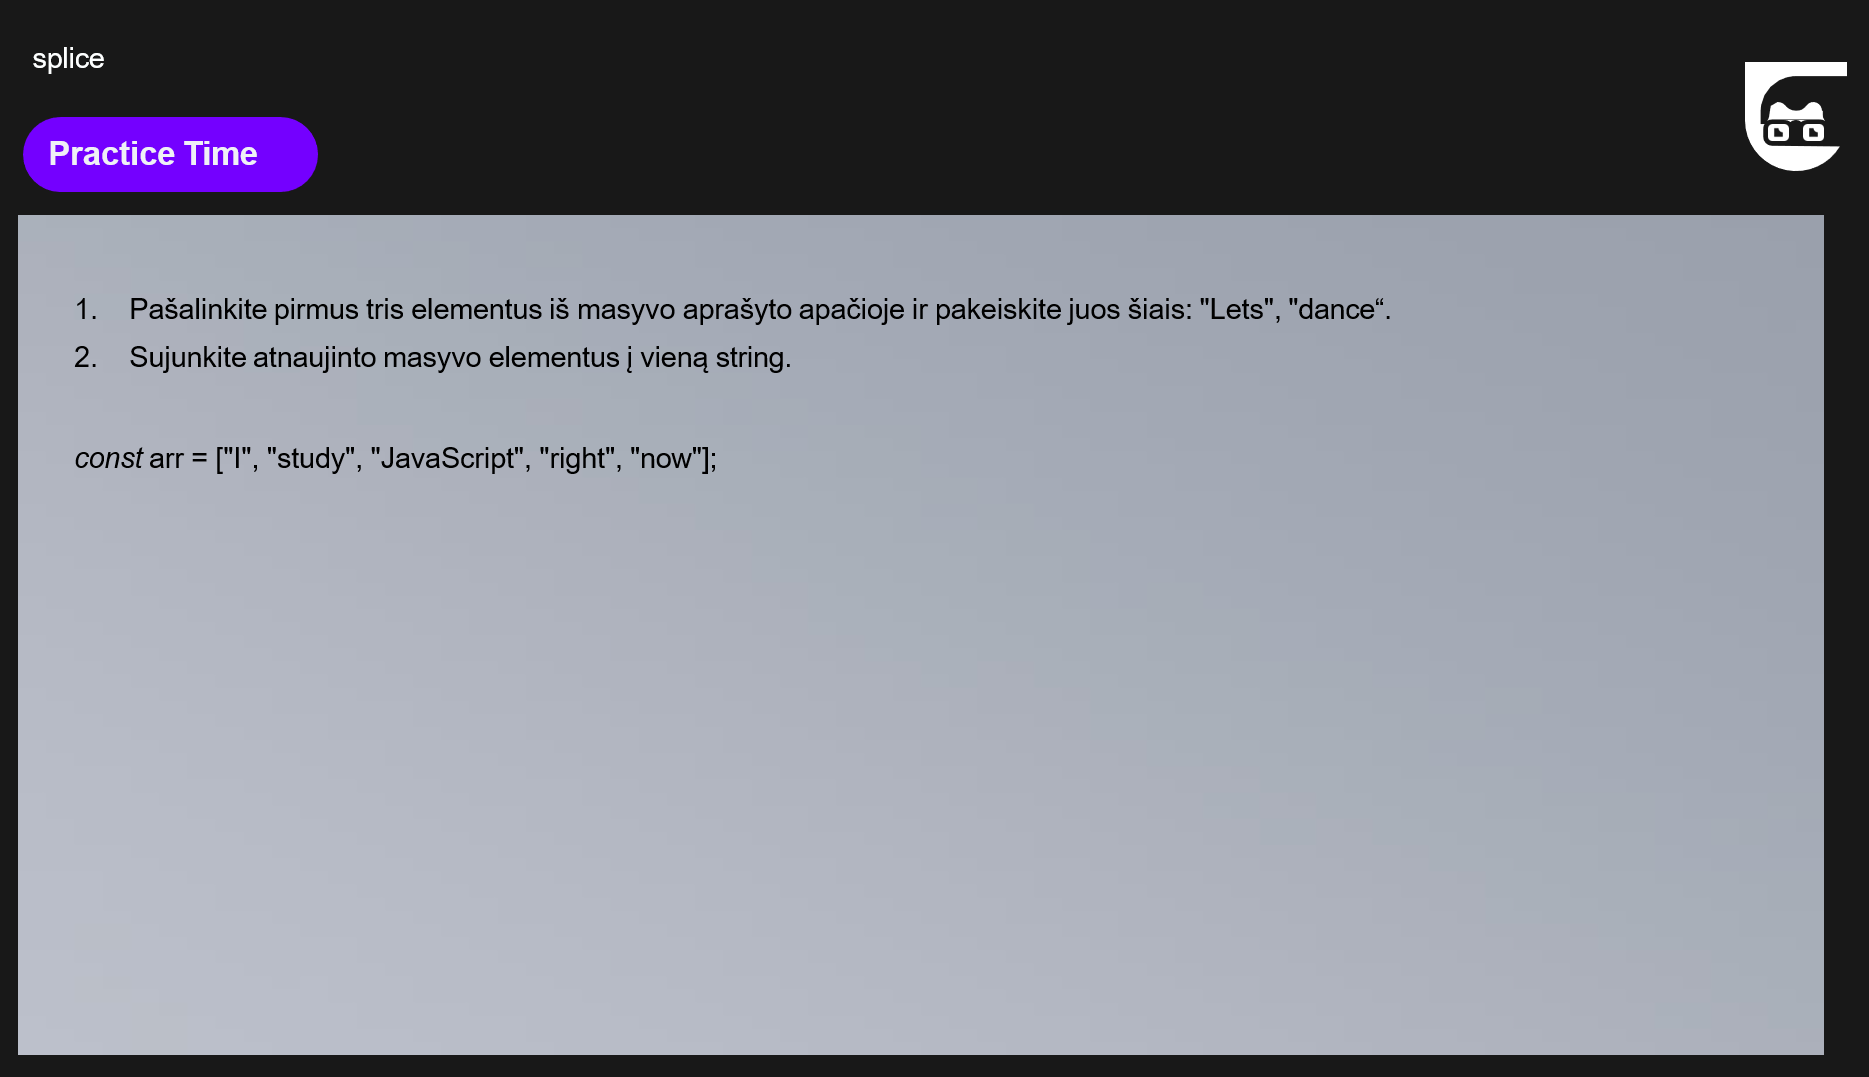 splice
Practice Time
1. Pašalinkite pirmus tris elementus iš masyvo aprašyto apačioje ir pakeiskite juos šiais: "Lets", "dance“.
2. Sujunkite atnaujinto masyvo elementus į vieną string.
const arr = ["I", "study", "JavaScript", "right", "now"];